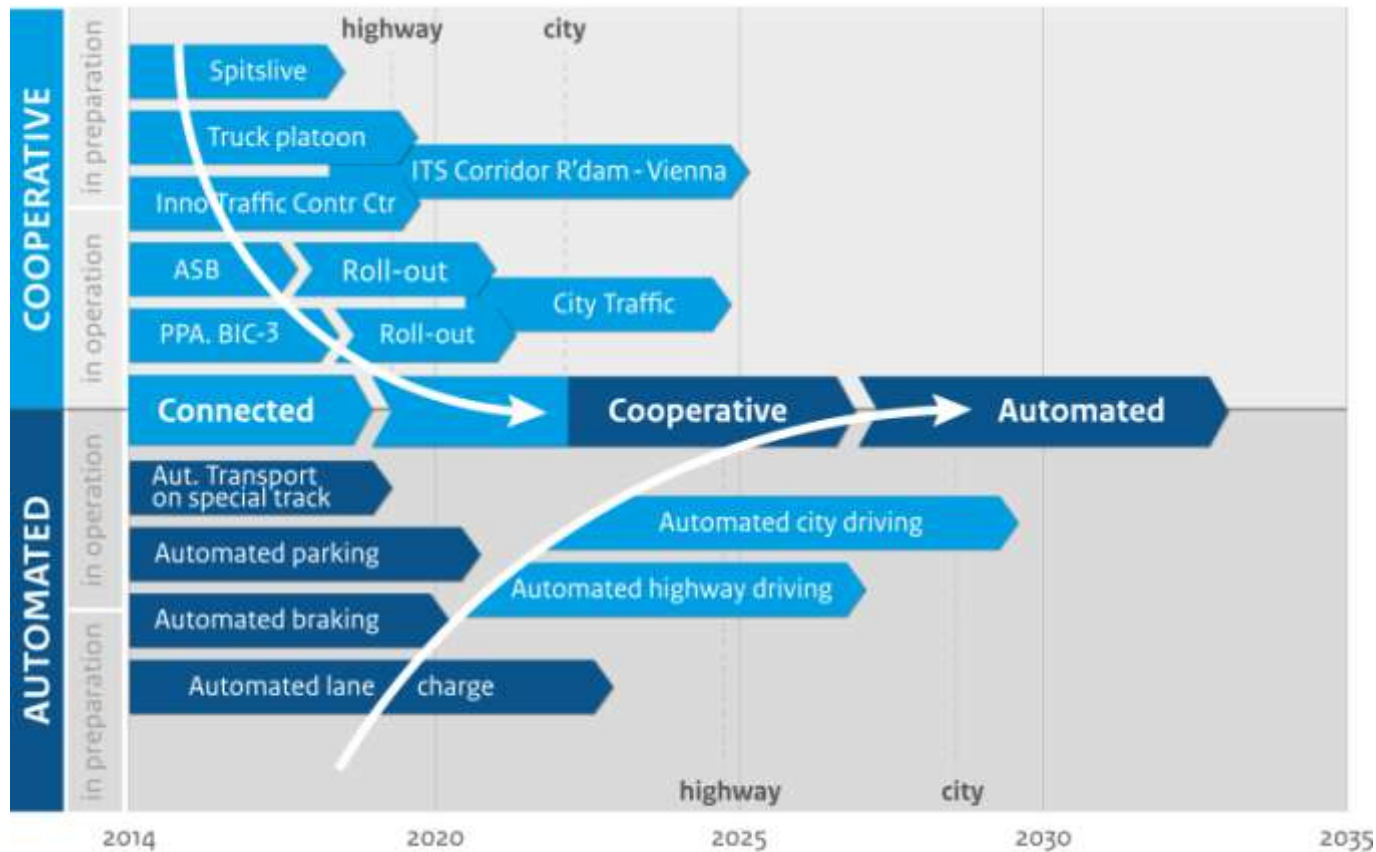 highway
city
COOPERATIVE
in preparation
Spitslive
Truck platoon
ITS Corridor R'dam - Vienna
Inno Traffic Contr Ctr
in operation
ASB
Roll-out
City Traffic
PPA. BIC-3
Roll-out
Connected
Cooperative
Automated
AUTOMATED
in operation
Aut. Transport
on special track
Automated city driving
Automated parking
Automated highway driving
Automated braking
in preparation
Automated lane charge
highway
city
2014
2020
2025
2030
2035